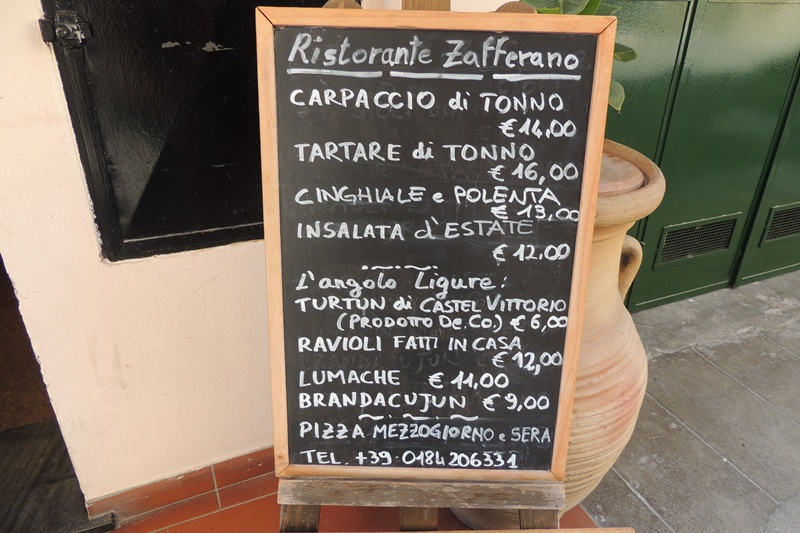 Ristorante Zafferano
CARPACCIO di TONNO
€ 14,00
TARTARE di TONNO
€ 16,00
CINGHIALE e POLENTA
€ 13,00
INSALATA d'ESTATE
€ 12.00
L'angolo Ligure:
TURTUN di CASTEL VITTORIO
(PRODOTTO De.Co.) € 6,00
RAVIOLI FATTI IN CASA
€ 12,00
LUMACHE € 11,00
BRANDACUJUN € 9,00
PIZZA MEZZOGIORNO e SERA
TEL. +39 0184 206331